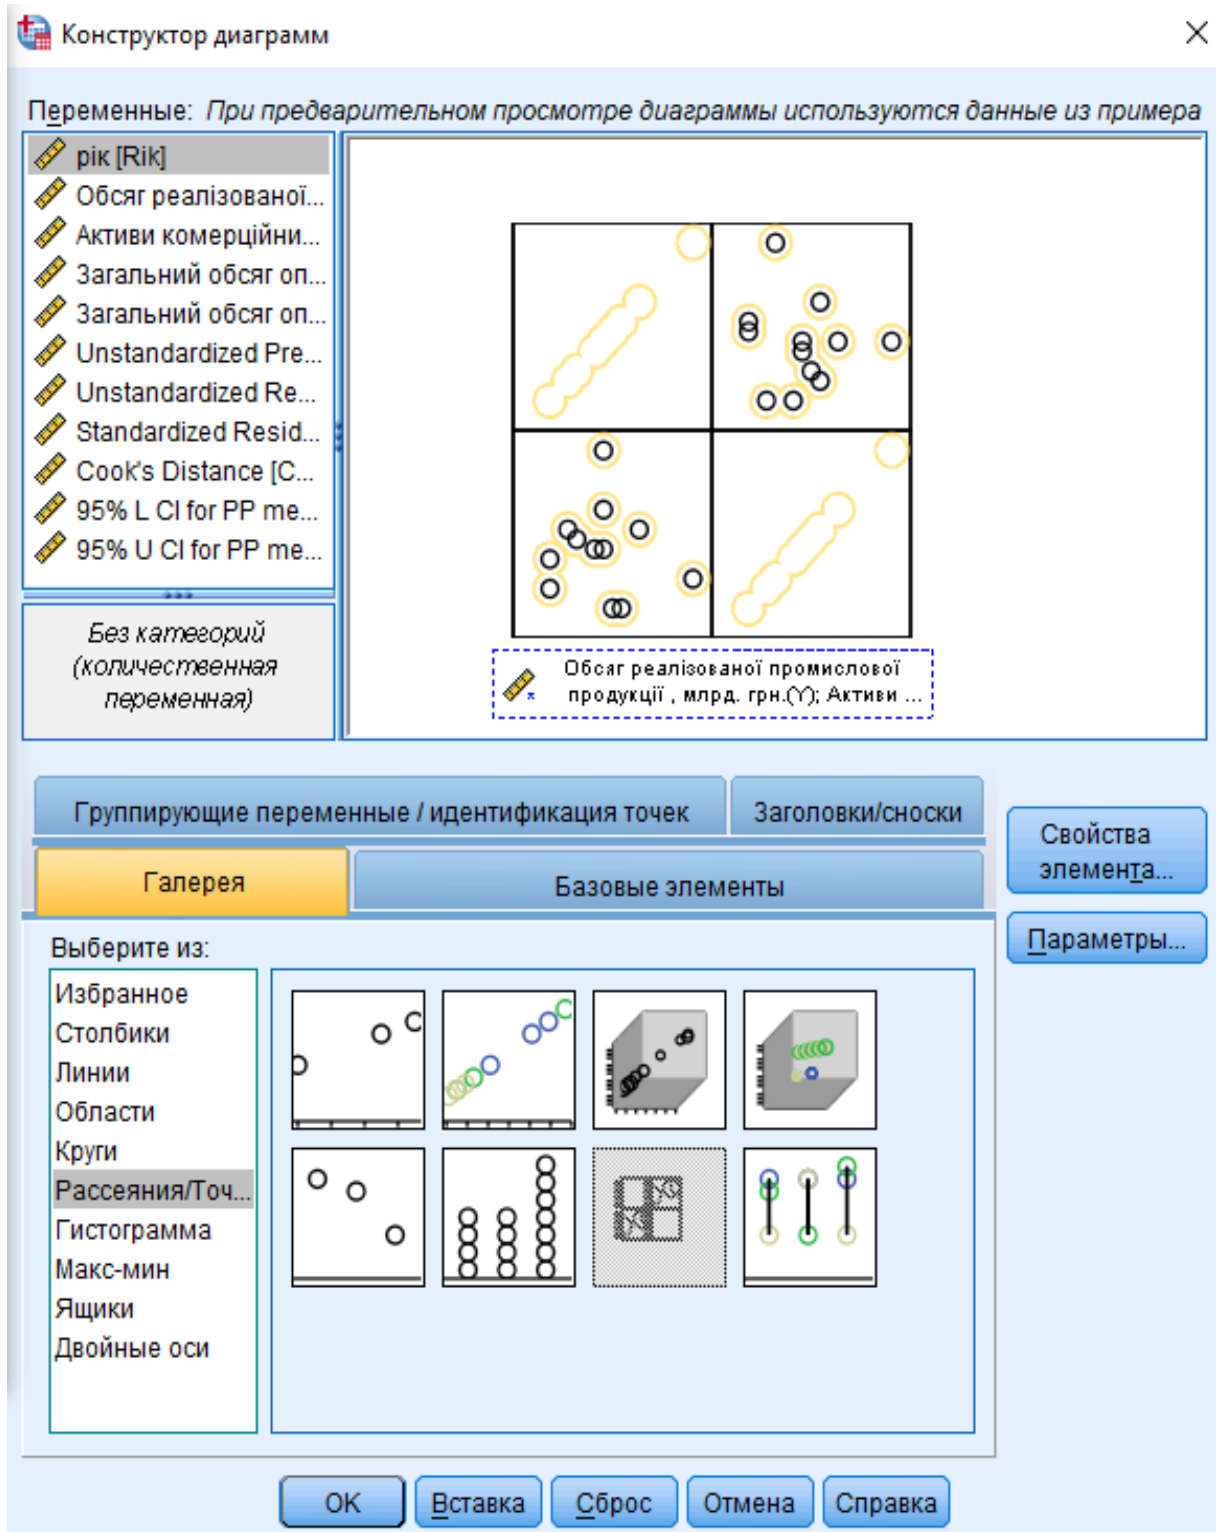 Конструктор диаграмм
Переменные: При предварительном просмотре диаграммы используются данные из примера
рік [Rik]
Обсяг реалізованої...
Активи комерційни...
Загальний обсяг оп...
Загальний обсяг оп...
Unstandardized Pre...
Unstandardized Re...
Standardized Resid...
Cook's Distance [C...
95% L CI for PP me...
95% U CI for PP me...
Без категорий
(количественная
переменная)
Обсяг реалізованої промислової
продукції , млрд. грн.(Y); Активи ...
Группирующие переменные / идентификация точек
Заголовки/сноски
Галерея
Базовые элементы
Свойства
элемента...
Параметры...
Выберите из:
Избранное
Столбики
Линии
Области
Круги
Рассеяния/Точ...
Гистограмма
Макс-мин
Ящики
Двойные оси
OK
Вставка
Сброс
Отмена
Справка